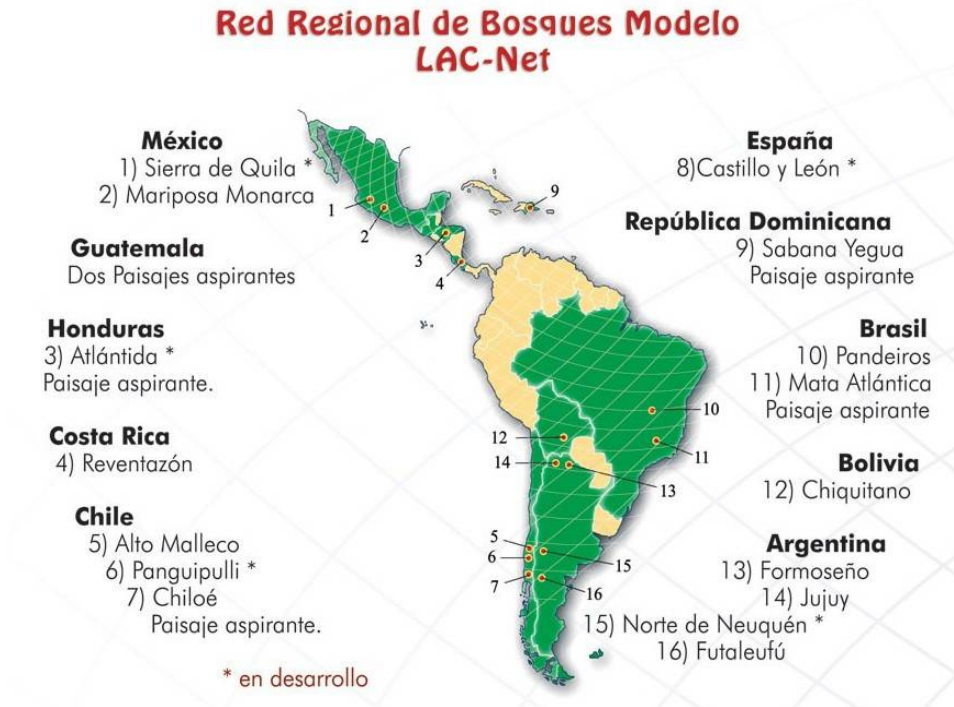 Red Regional de Bosques Modelo
LAC-Net
México
1) Sierra de Quila *
2) Mariposa Monarca
Guatemala
Dos Paisajes aspirantes
Honduras
3) Atlántida *
Paisaje aspirante.
Costa Rica
4) Reventazón
Chile
5) Alto Malleco
6) Panguipulli *
7) Chiloé
Paisaje aspirante.
* en desarrollo
1
2
3
4
9
10
11
12
14
13
5
6
7
15
16
España
8)Castillo y León *
República Dominicana
9) Sabana Yegua
Paisaje aspirante
Brasil
10) Pandeiros
11) Mata Atlántica
Paisaje aspirante
Bolivia
12) Chiquitano
Argentina
13) Formoseño
14) Jujuy
15) Norte de Neuquén *
16) Futaleufú